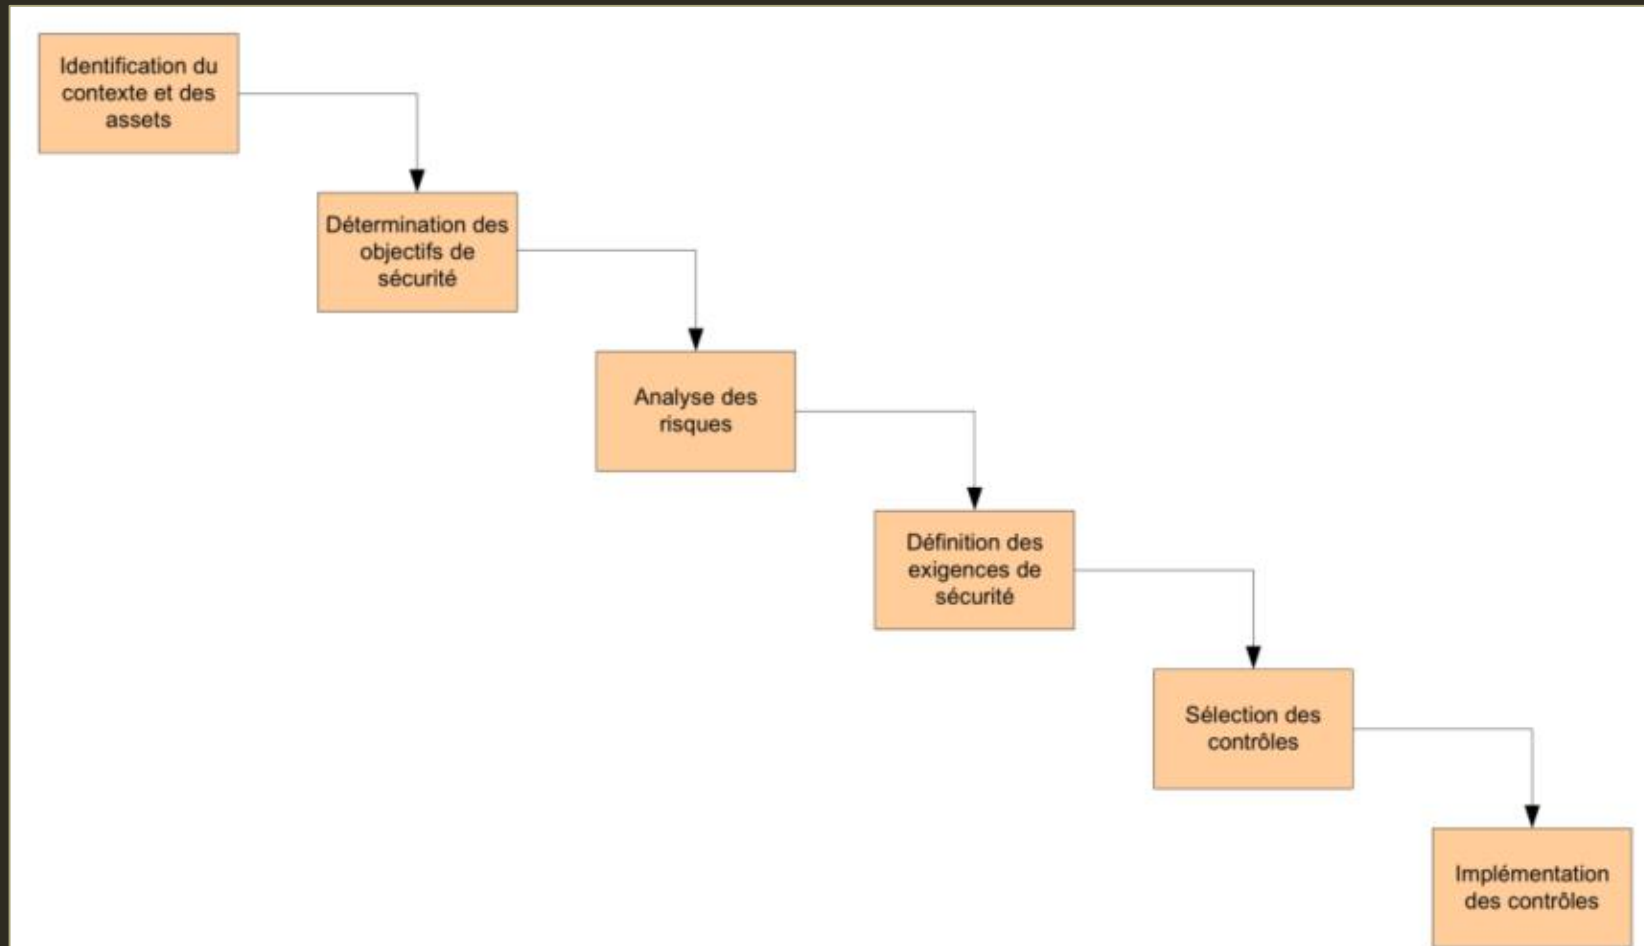 Identification du
contexte et des
assets
Détermination des
objectifs de
sécurité
Analyse des
risques
Définition des
exigences de
sécurité
Sélection des
contrôles
Implémentation
des contrôles